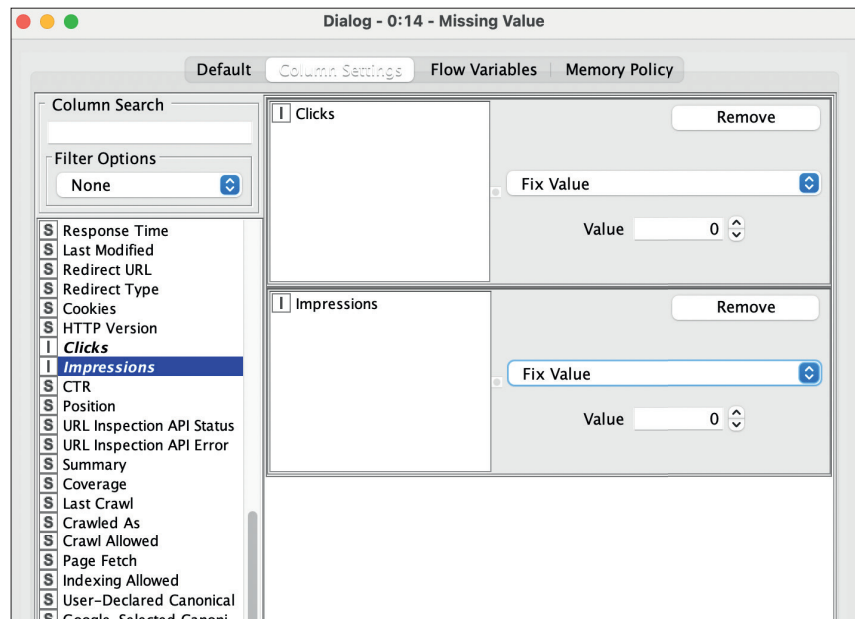 Dialog - 0:14 - Missing Value
Default Column Settings Flow Variables Memory Policy
Column Search
Filter Options
None
S Response Time
S Last Modified
S Redirect URL
S Redirect Type
S Cookies
S HTTP Version
I Clicks
I Impressions
S CTR
S Position
S URL Inspection API Status
S URL Inspection API Error
S Summary
S Coverage
S Last Crawl
S Crawled As
S Crawl Allowed
S Page Fetch
S Indexing Allowed
S User-Declared Canonical
S Google-Selected Canoni
I Clicks
Remove
Fix Value
Value 0
I Impressions
Remove
Fix Value
Value 0